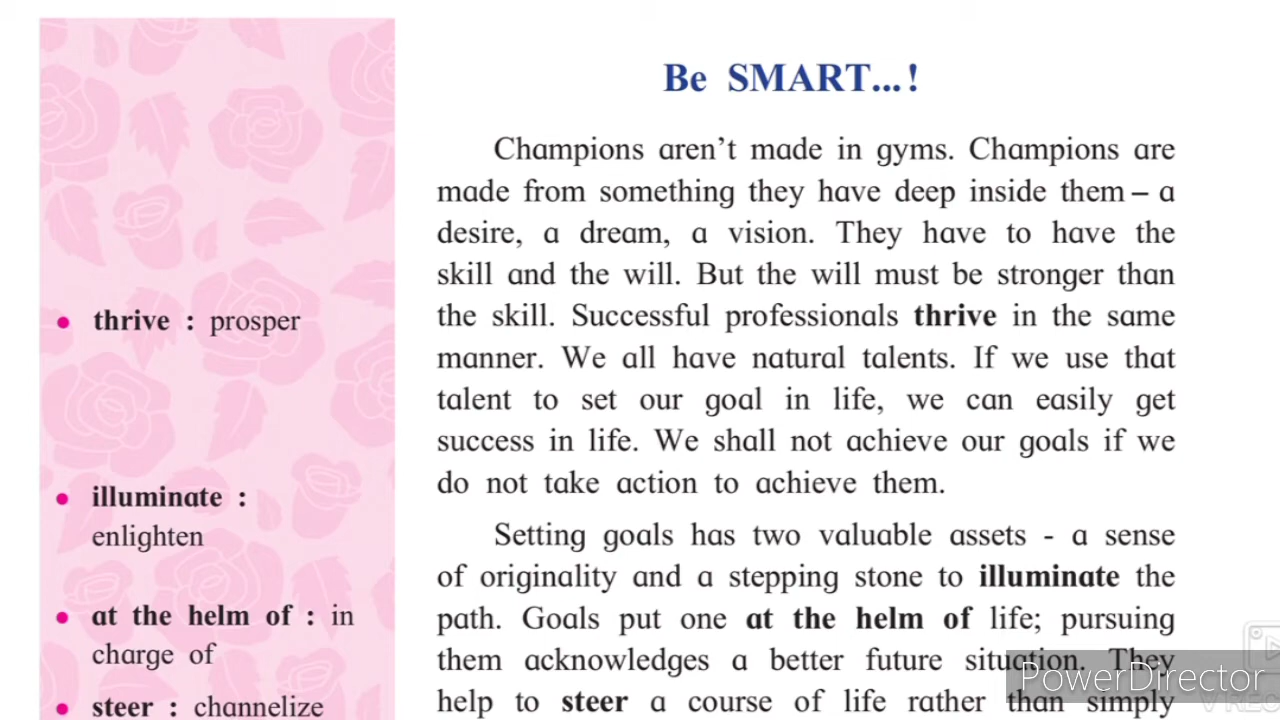 Be SMART...!
Champions aren't made in gyms. Champions are
made from something they have deep inside them – a
desire, a dream, a vision. They have to have the
skill and the will. But the will must be stronger than
the skill. Successful professionals thrive in the same
manner. We all have natural talents. If we use that
talent to set our goal in life, we can easily get
success in life. We shall not achieve our goals if we
do not take action to achieve them.
Setting goals has two valuable assets - a sense
of originality and a stepping stone to illuminate the
path. Goals put one at the helm of life; pursuing
them acknowledges a better future situation. They
help to steer a course of life rather than simply
• thrive : prosper
• illuminate :
enlighten
• at the helm of : in
charge of
• steer : channelize
PowerDirector